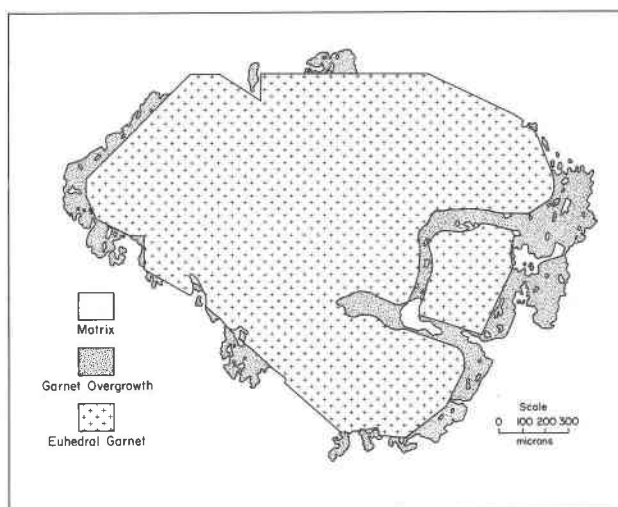 Matrix
Garnet Overgrowth
Euhedral Garnet
Scale
0 100 200 300
microns